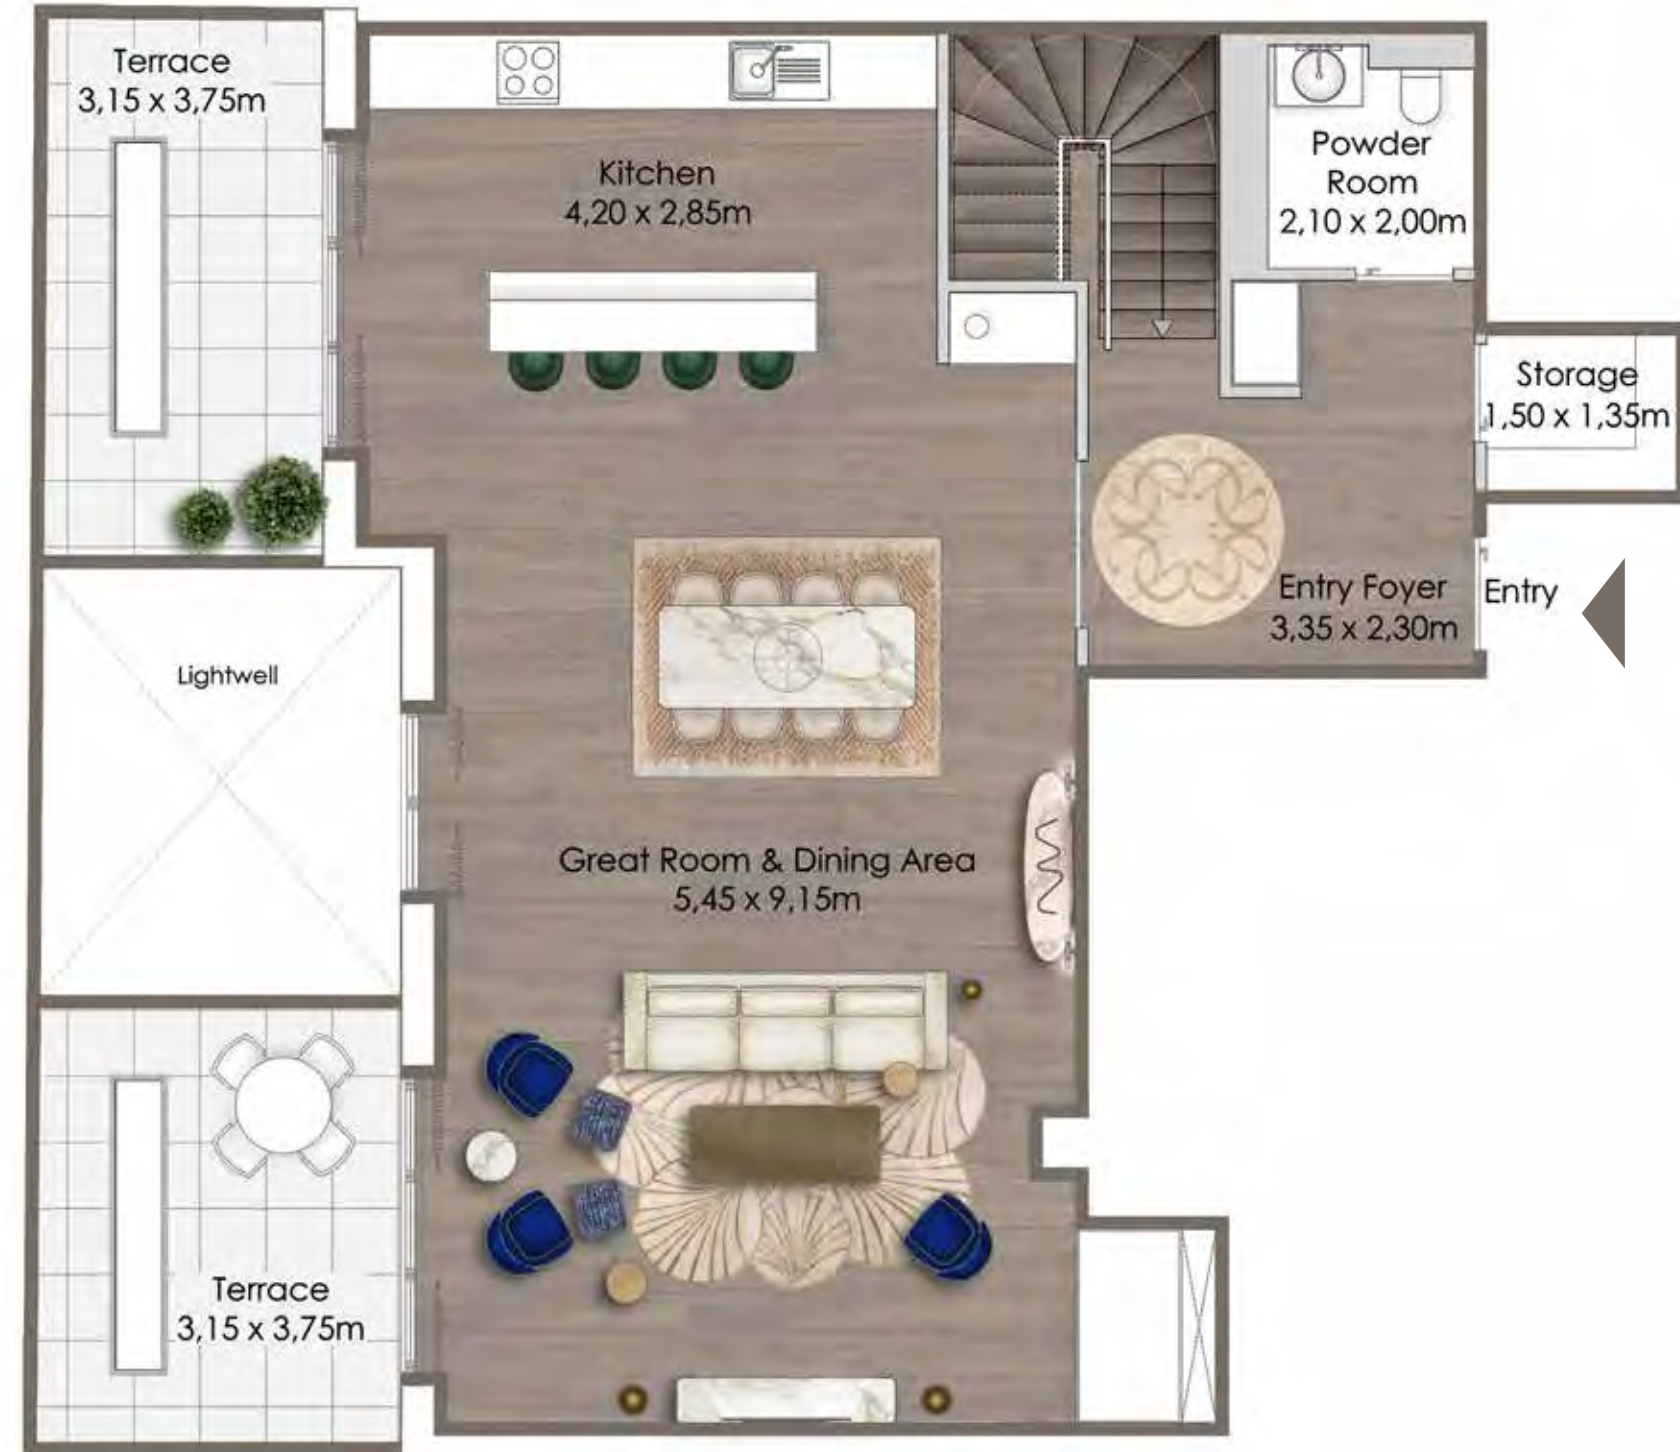 Terrace
3,15 x 3,75m
Kitchen
4,20 x 2,85m
Powder
Room
2,10 x 2,00m
Storage
1,50 x 1,35m
Entry Foyer
3,35 x 2,30m
Entry
Lightwell
Great Room & Dining Area
5,45 x 9,15m
Terrace
3,15 x 3,75m